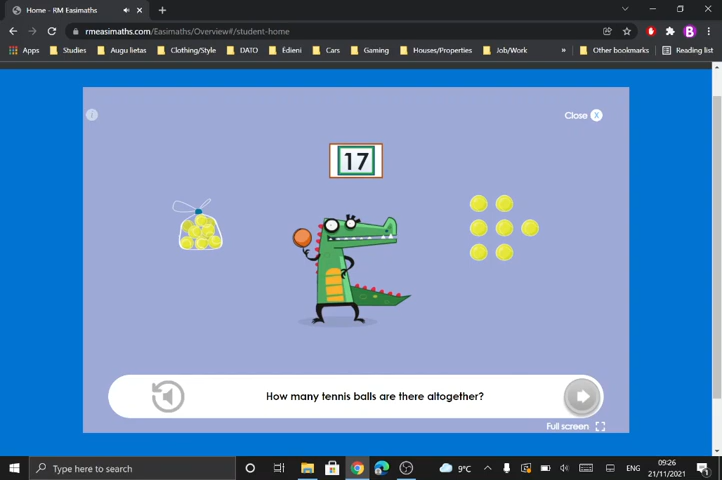 Home - RM Easimaths
rmeasimaths.com/Easimaths/Overview#/student-home
Apps Studies Augu lietas Clothing/Style DATO Edieni Cars Gaming Houses/Properties Job/Work » Other bookmarks Reading list
B
i
Close X
17
How many tennis balls are there altogether?
Full screen
Type here to search
9°C
ENG
09:26
21/11/2021
1